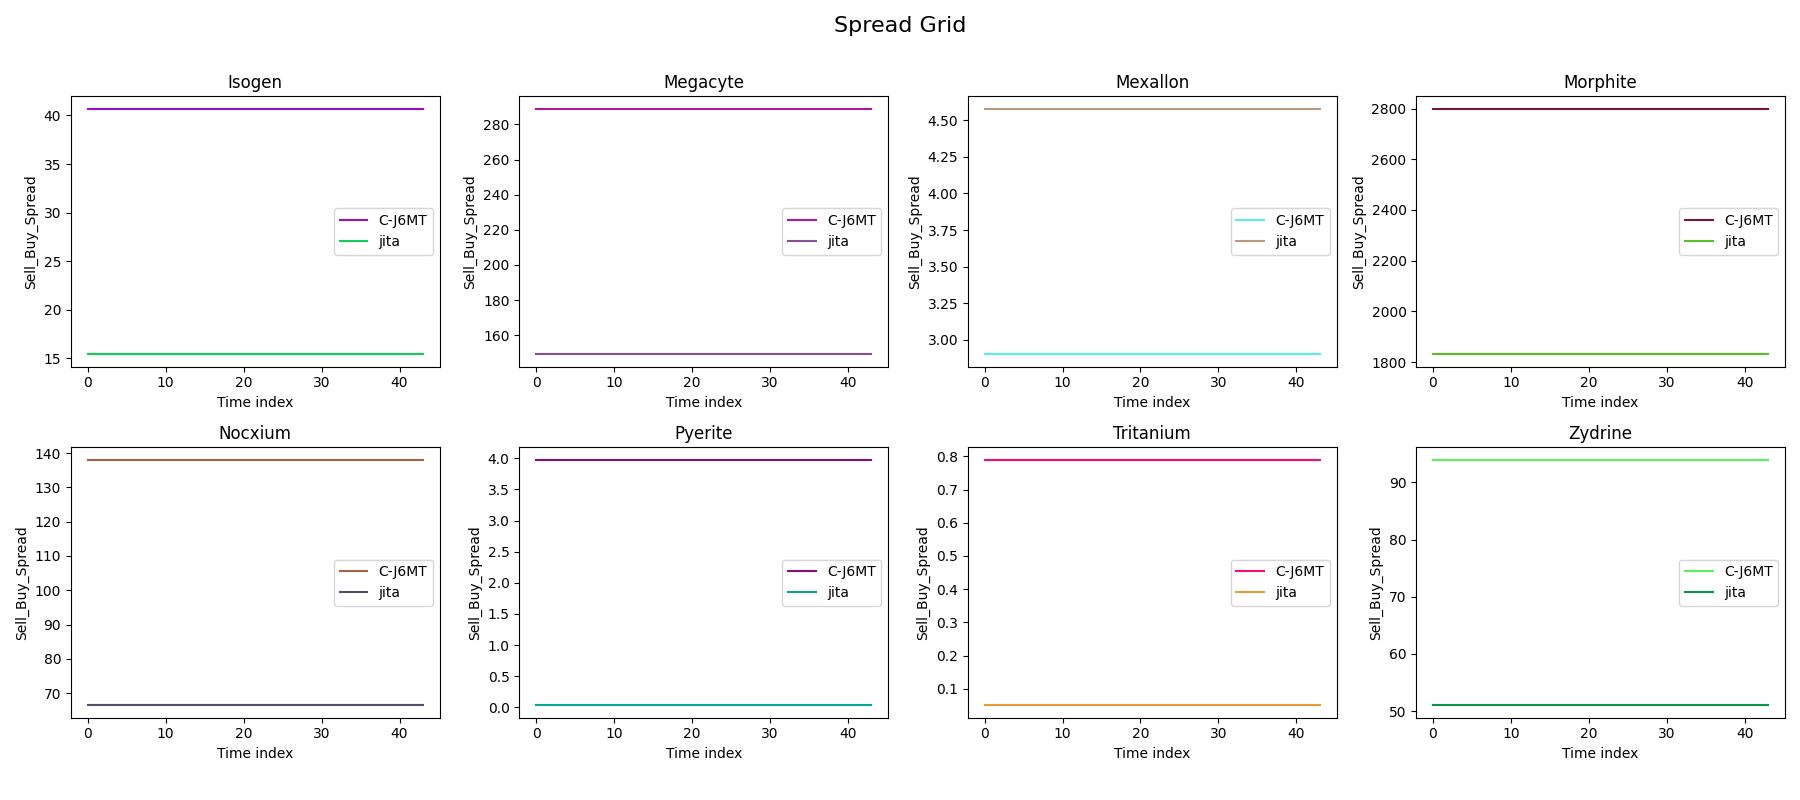 Spread Grid
Isogen
Sell_Buy_Spread
40
35
30
25
20
15
C-J6MT
jita
0 10 20 30 40
Time index
Megacyte
Sell_Buy_Spread
280
260
240
220
200
180
160
C-J6MT
jita
0 10 20 30 40
Time index
Mexallon
Sell_Buy_Spread
4.50
4.25
4.00
3.75
3.50
3.25
3.00
C-J6MT
jita
0 10 20 30 40
Time index
Morphite
Sell_Buy_Spread
2800
2600
2400
2200
2000
1800
C-J6MT
jita
0 10 20 30 40
Time index
Nocxium
Sell_Buy_Spread
140
130
120
110
100
90
80
70
C-J6MT
jita
0 10 20 30 40
Time index
Pyerite
Sell_Buy_Spread
4.0
3.5
3.0
2.5
2.0
1.5
1.0
0.5
0.0
C-J6MT
jita
0 10 20 30 40
Time index
Tritanium
Sell_Buy_Spread
0.8
0.7
0.6
0.5
0.4
0.3
0.2
0.1
C-J6MT
jita
0 10 20 30 40
Time index
Zydrine
Sell_Buy_Spread
90
80
70
60
50
C-J6MT
jita
0 10 20 30 40
Time index